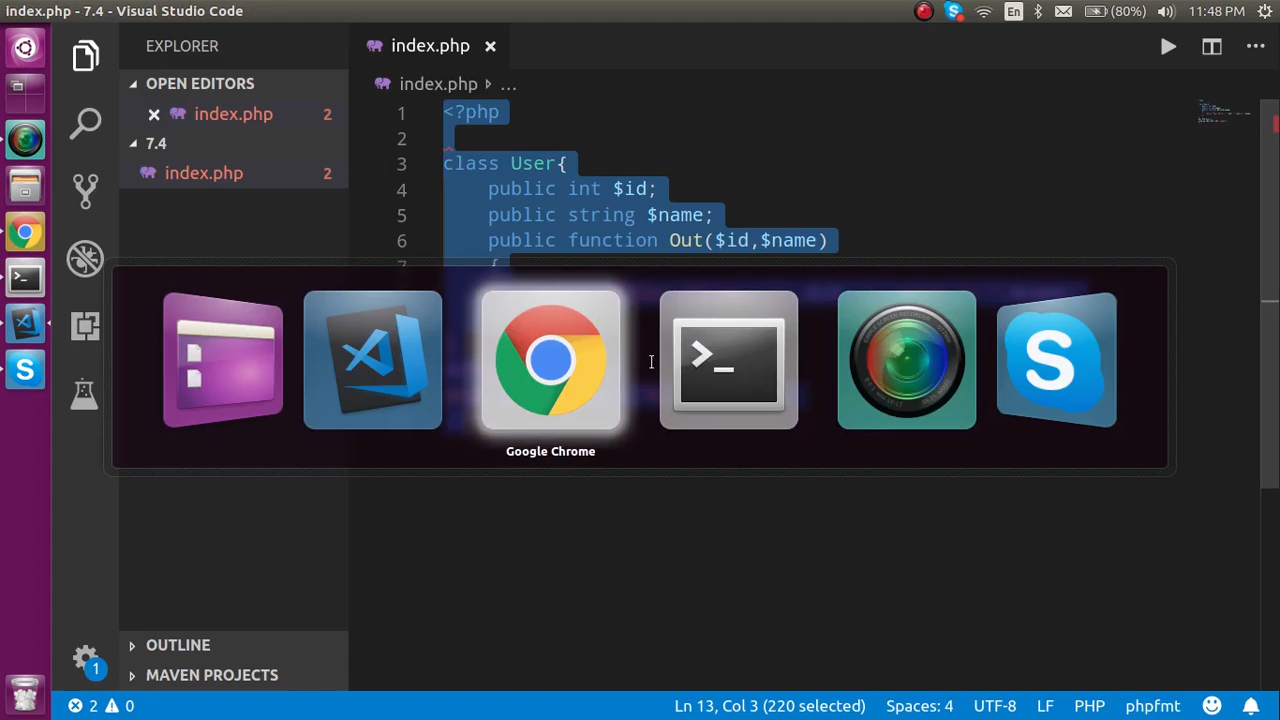 index.php - 7.4 - Visual Studio Code
En
(80%)
11:48 PM
EXPLORER
OPEN EDITORS
index.php 2
7.4
index.php 2
OUTLINE
MAVEN PROJECTS
1
index.php
index.php ...
1 <?php
2
3 class User{
4 public int $id;
5 public string $name;
6 public function Out($id,$name)
7 {
Google Chrome
2 0
Ln 13, Col 3 (220 selected)
Spaces: 4
UTF-8
LF
PHP
phpfmt